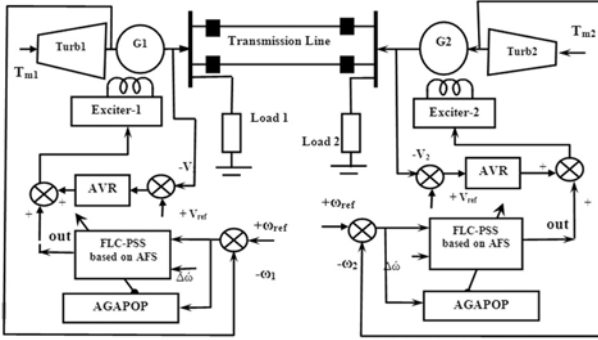 Turb1
G1
Transmission Line
G2
Turb2
Tm1
Tm2
Exciter-1
Load 1
Load 2
Exciter-2
-V
-V2
AVR
AVR
+
+
+
+
+ Vref
+ Vref
out
FLC-PSS
based on AFS
+ωref
+ωref
FLC-PSS
based on AFS
out
Δώ
-ω1
-ω2
Δώ
AGAPOP
AGAPOP